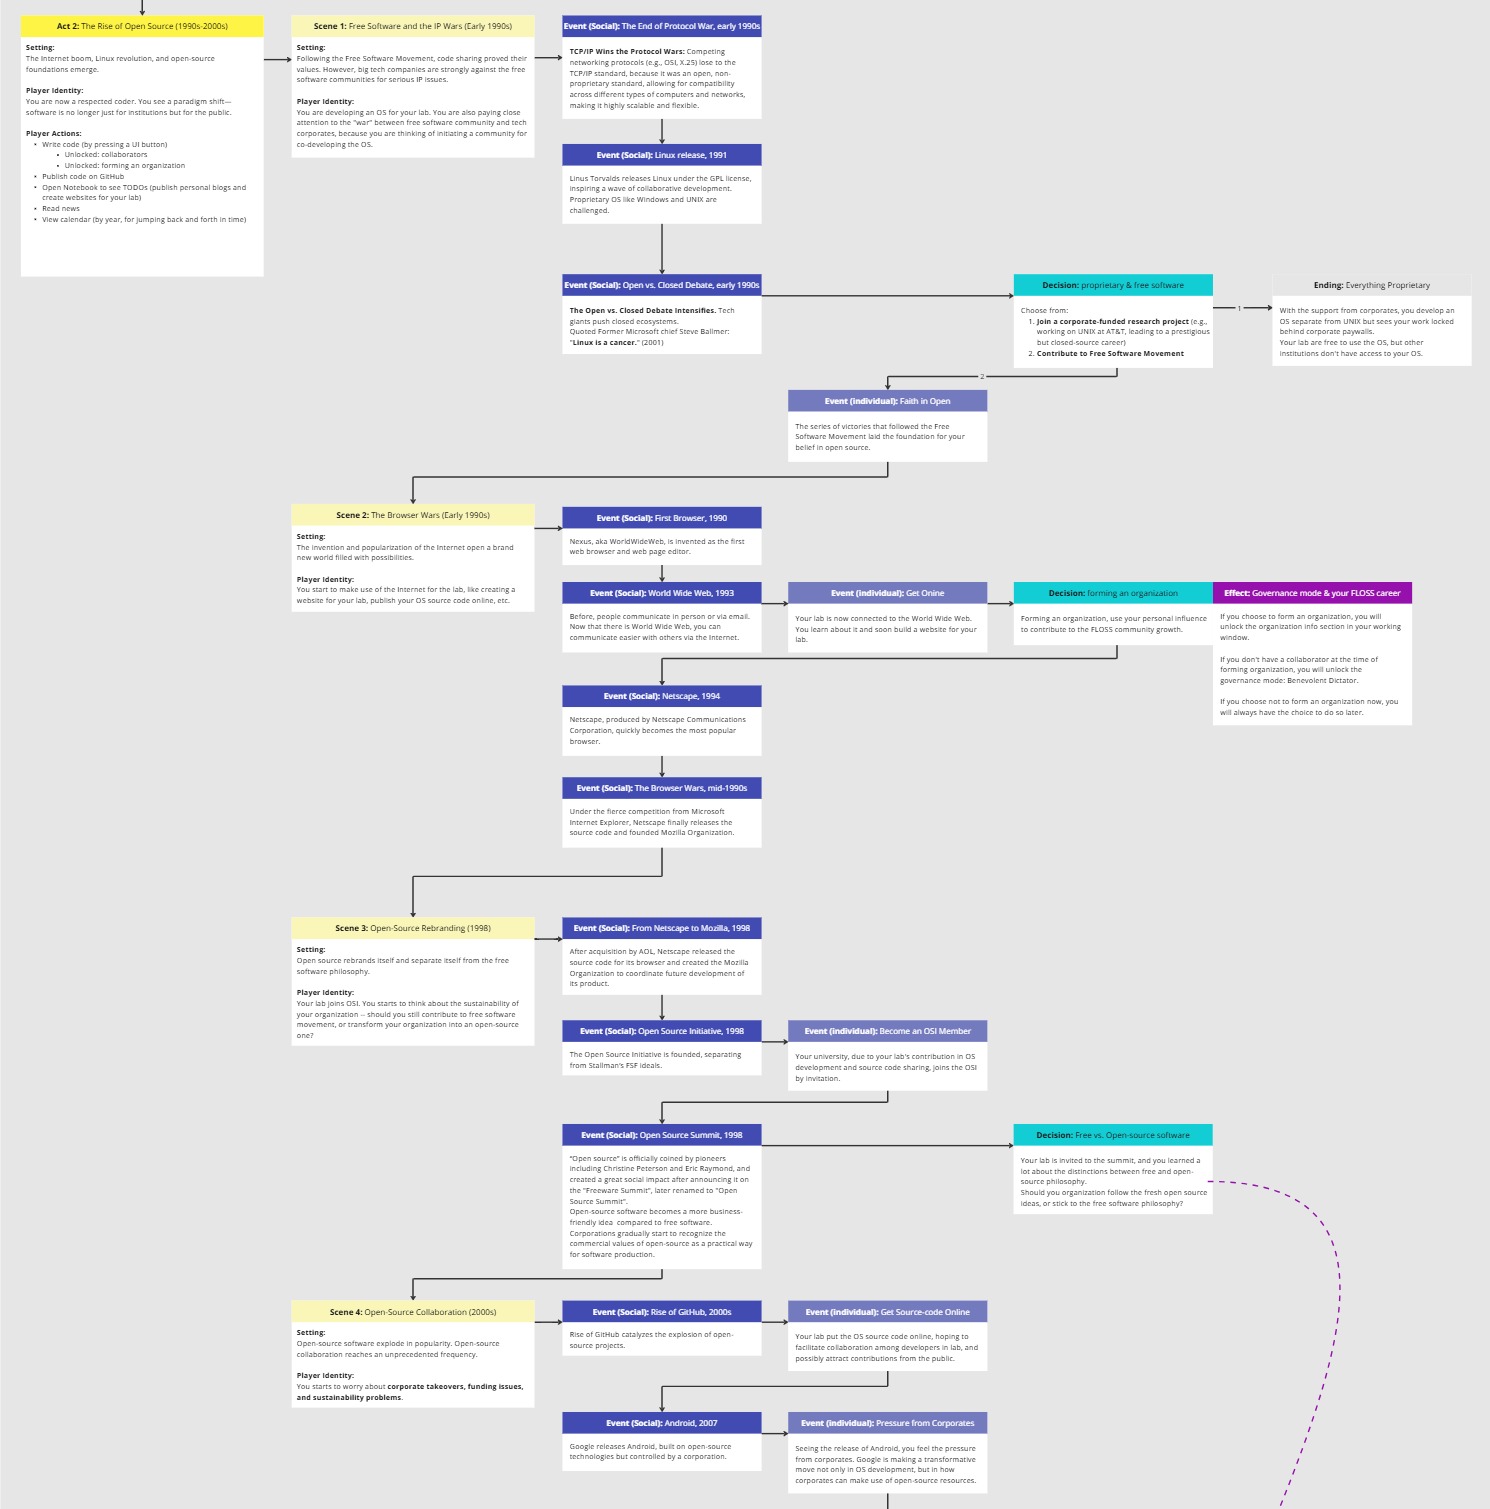 Act 2: The Rise of Open Source (1990s-2000s)
Setting:
The Internet boom, Linux revolution, and open-source
foundations emerge.
Player Identity:
You are now a respected coder. You see a paradigm shift—
software is no longer just for institutions but for the public.
Player Actions:
• Write code (by pressing a UI button)
• Unlocked: collaborators
• Unlocked: forming an organization
• Publish code on GitHub
• Open Notebook to see TODOs (publish personal blogs and
create websites for your lab)
• Read news
• View calendar (by year, for jumping back and forth in time)
Scene 1: Free Software and the IP Wars (Early 1990s)
Setting:
Following the Free Software Movement, code sharing proved their
values. However, big tech companies are strongly against the free
software communities for serious IP issues.
Player Identity:
You are developing an OS for your lab. You are also paying close
attention to the "war" between free software community and tech
corporates, because you are thinking of initiating a community for
co-developing the OS.
Event (Social): The End of Protocol War, early 1990s
TCP/IP Wins the Protocol Wars: Competing
networking protocols (e.g., OSI, X.25) lose to the
TCP/IP standard, because it was an open, non-
proprietary standard, allowing for compatibility
across different types of computers and networks,
making it highly scalable and flexible.
Event (Social): Linux release, 1991
Linus Torvalds releases Linux under the GPL license,
inspiring a wave of collaborative development.
Proprietary OS like Windows and UNIX are
challenged.
Event (Social): Open vs. Closed Debate, early 1990s
The Open vs. Closed Debate Intensifies. Tech
giants push closed ecosystems.
Quoted Former Microsoft chief Steve Ballmer:
"Linux is a cancer." (2001)
Decision: proprietary & free software
Choose from:
1. Join a corporate-funded research project (e.g.,
working on UNIX at AT&T, leading to a prestigious
but closed-source career)
2. Contribute to Free Software Movement
1
Ending: Everything Proprietary
With the support from corporates, you develop an
OS separate from UNIX but sees your work locked
behind corporate paywalls.
Your lab are free to use the OS, but other
institutions don't have access to your OS.
2
Event (individual): Faith in Open
The series of victories that followed the Free
Software Movement laid the foundation for your
belief in open source.
Scene 2: The Browser Wars (Early 1990s)
Setting:
The invention and popularization of the Internet open a brand
new world filled with possibilities.
Player Identity:
You start to make use of the Internet for the lab, like creating a
website for your lab, publish your OS source code online, etc.
Event (Social): First Browser, 1990
Nexus, aka WorldWideWeb, is invented as the first
web browser and web page editor.
Event (Social): World Wide Web, 1993
Before, people communicate in person or via email.
Now that there is World Wide Web, you can
communicate easier with others via the Internet.
Event (individual): Get Onine
Your lab is now connected to the World Wide Web.
You learn about it and soon build a website for your
lab.
Decision: forming an organization
Forming an organization, use your personal influence
to contribute to the FLOSS community growth.
Effect: Governance mode & your FLOSS career
If you choose to form an organization, you will
unlock the organization info section in your working
window.
If you don't have a collaborator at the time of
forming organization, you will unlock the
governance mode: Benevolent Dictator.
If you choose not to form an organization now, you
will always have the choice to do so later.
Event (Social): Netscape, 1994
Netscape, produced by Netscape Communications
Corporation, quickly becomes the most popular
browser.
Event (Social): The Browser Wars, mid-1990s
Under the fierce competition from Microsoft
Internet Explorer, Netscape finally releases the
source code and founded Mozilla Organization.
Scene 3: Open-Source Rebranding (1998)
Setting:
Open source rebrands itself and separate itself from the free
software philosophy.
Player Identity:
Your lab joins OSI. You starts to think about the sustainability of
your organization -- should you still contribute to free software
movement, or transform your organization into an open-source
one?
Event (Social): From Netscape to Mozilla, 1998
After acquisition by AOL, Netscape released the
source code for its browser and created the Mozilla
Organization to coordinate future development of
its product.
Event (Social): Open Source Initiative, 1998
The Open Source Initiative is founded, separating
from Stallman's FSF ideals.
Event (individual): Become an OSI Member
Your university, due to your lab's contribution in OS
development and source code sharing, joins the OSI
by invitation.
Event (Social): Open Source Summit, 1998
"Open source" is officially coined by pioneers
including Christine Peterson and Eric Raymond, and
created a great social impact after announcing it on
the "Freeware Summit", later renamed to "Open
Source Summit".
Open-source software becomes a more business-
friendly idea compared to free software.
Corporations gradually start to recognize the
commercial values of open-source as a practical way
for software production.
Decision: Free vs. Open-source software
Your lab is invited to the summit, and you learned a
lot about the distinctions between free and open-
source philosophy.
Should you organization follow the fresh open source
ideas, or stick to the free software philosophy?
Scene 4: Open-Source Collaboration (2000s)
Setting:
Open-source software explode in popularity. Open-source
collaboration reaches an unprecedented frequency.
Player Identity:
You starts to worry about corporate takeovers, funding issues,
and sustainability problems.
Event (Social): Rise of GitHub, 2000s
Rise of GitHub catalyzes the explosion of open-
source projects.
Event (individual): Get Source-code Online
Your lab put the OS source code online, hoping to
facilitate collaboration among developers in lab, and
possibly attract contributions from the public.
Event (Social): Android, 2007
Google releases Android, built on open-source
technologies but controlled by a corporation.
Event (individual): Pressure from Corporates
Seeing the release of Android, you feel the pressure
from corporates. Google is making a transformative
move not only in OS development, but in how
corporates can make use of open-source resources.